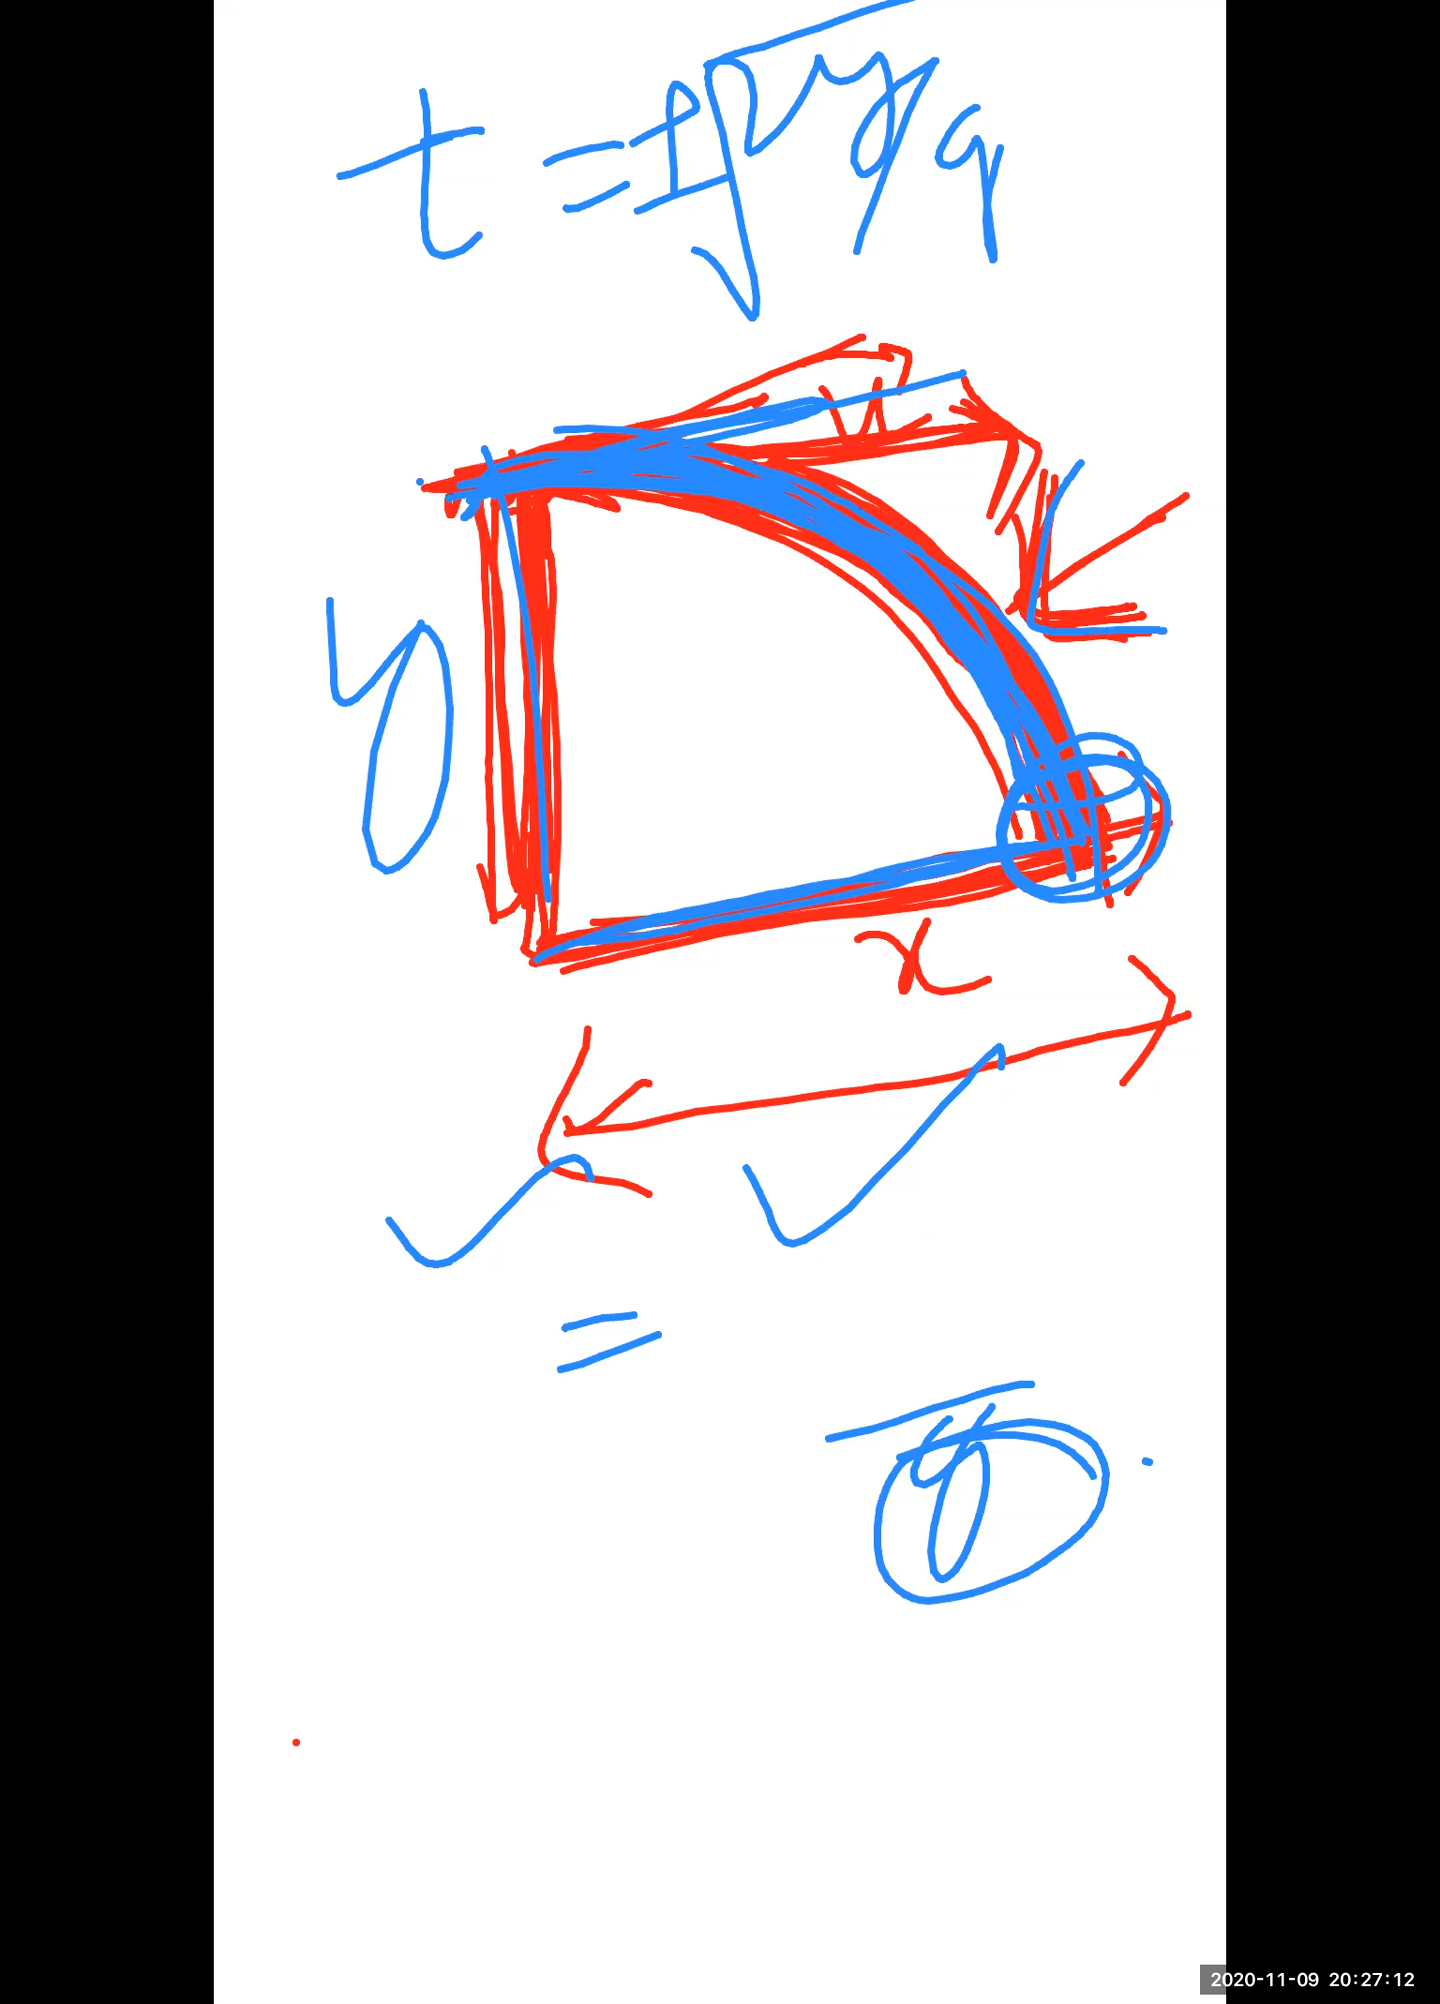 t = √2y/g
u
y
x
=
y
2020-11-09 20:27:12